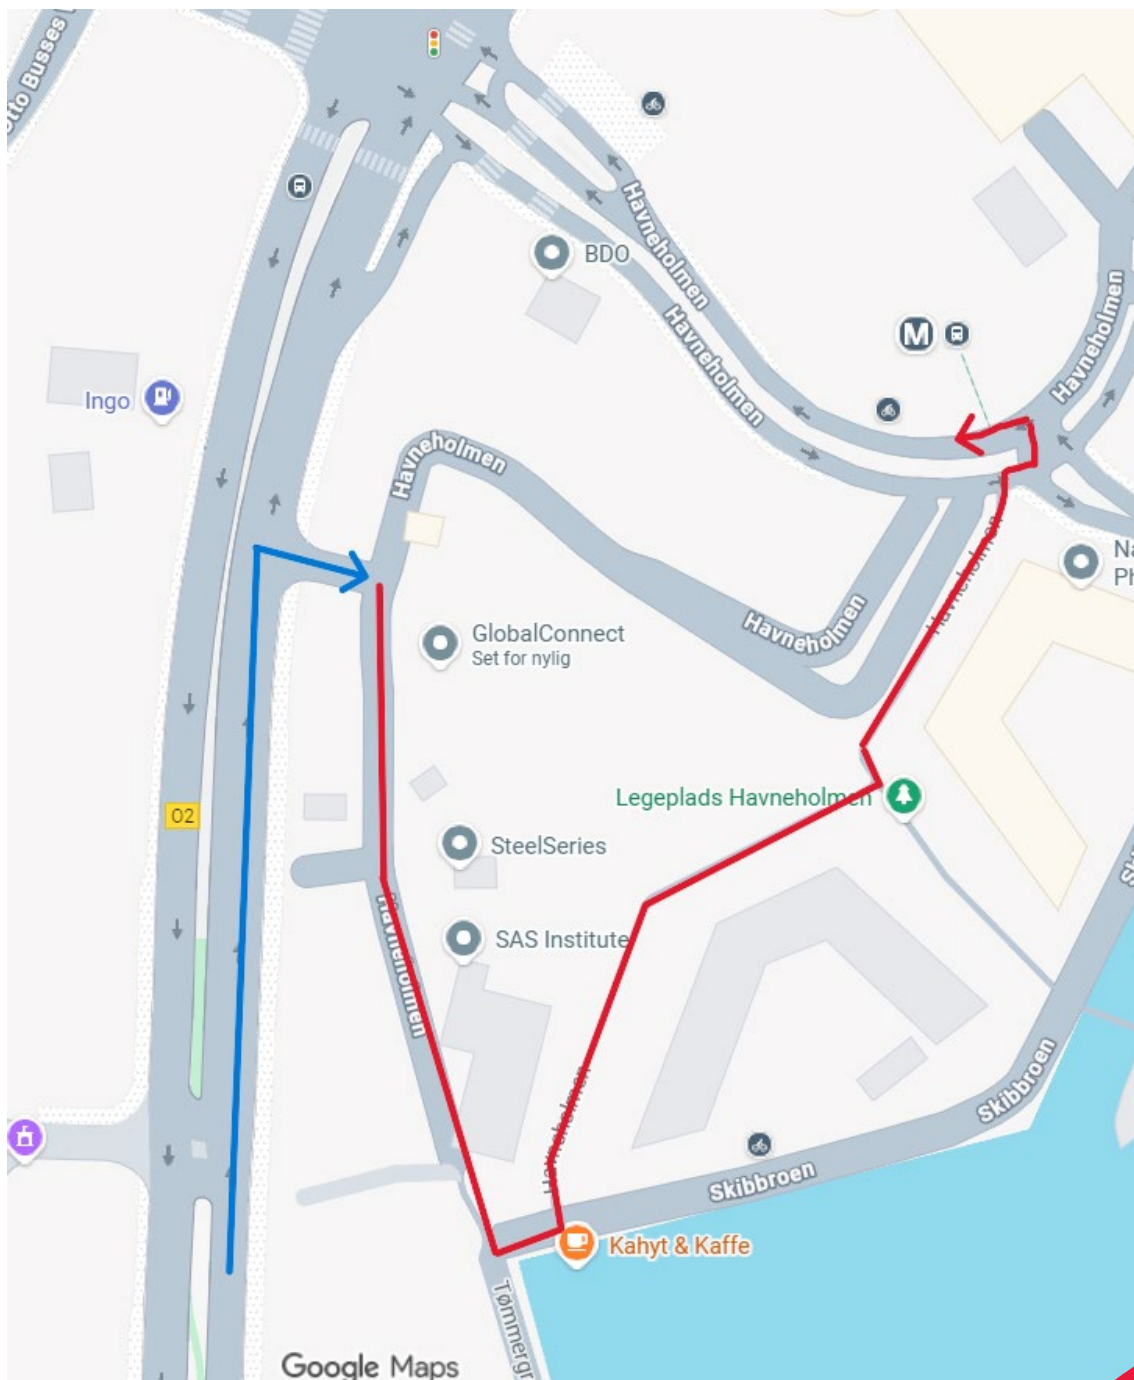 Otto Busses
BDO
Havneholmen
Havneholmen
Havneholmen
M
Ingo
Havneholmen
Havneholmen
Havneholmen
GlobalConnect
Set for nylig
Havneholmen
02
Legeplads Havneholmen
SteelSeries
SAS Institute
Havneholmen
Havneholmen
Skibbroen
Skibbroen
Kahyt & Kaffe
Google Maps